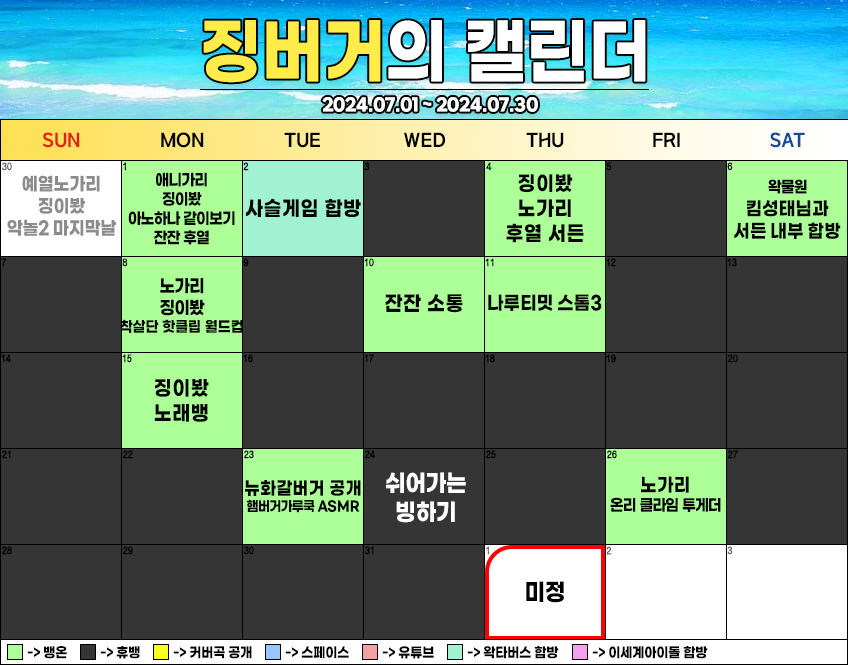 징버거의 캘린더
2024.07.01 ~ 2024.07.30
SUN MON TUE WED THU FRI SAT
30
예열노가리
징이봤
악놀2 마지막날
1
애니가리
징이봤
아노하나 같이보기
잔잔 후열
2
사슬게임 합방
3
4
징이봤
노가리
후열 서든
5
6
왁물원
킴성태님과
서든 내부 합방
7
8
노가리
징이봤
착살단 핫클립 월드컵
9
10
잔잔 소통
11
나루티밋 스톰3
12
13
14
15
징이봤
노래뱅
16
17
18
19
20
21
22
23
뉴화갈버거 공개
햄버거가루쿡 ASMR
24
쉬어가는
빙하기
25
26
노가리
온리 클라임 투게더
27
28
29
30
31
1
미정
2
3
-> 뱅온 -> 휴뱅 -> 커버곡 공개 -> 스페이스 -> 유튜브 -> 왁타버스 합방 -> 이세계아이돌 합방